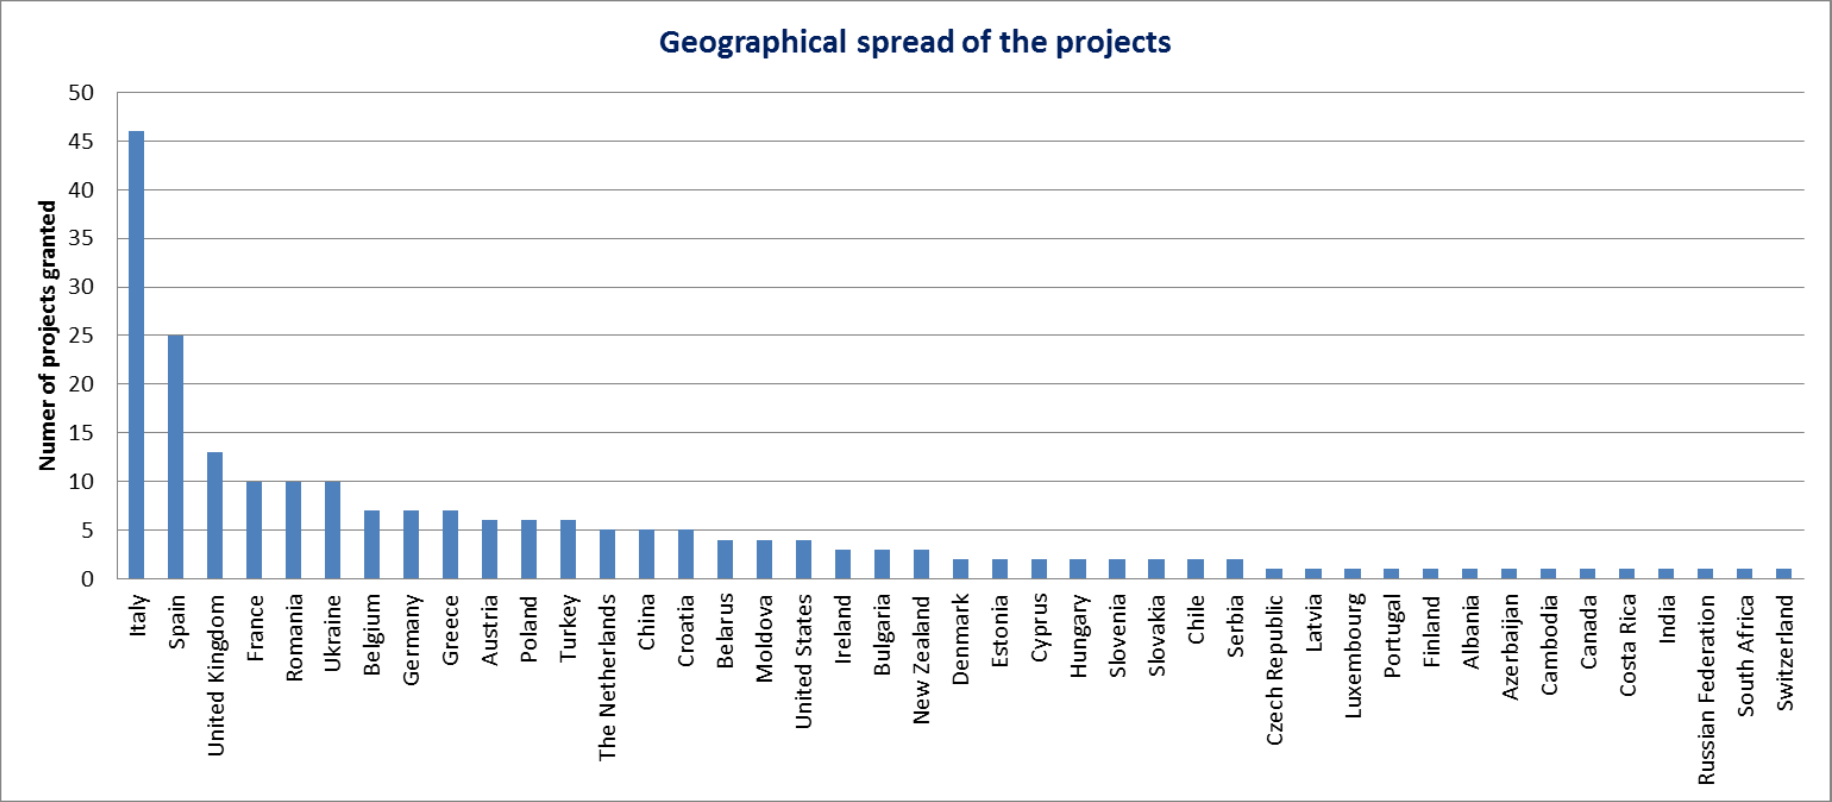 Geographical spread of the projects
Numer of projects granted
50
45
40
35
30
25
20
15
10
5
0
Italy
Spain
United Kingdom
France
Romania
Ukraine
Belgium
Germany
Greece
Austria
Poland
Turkey
The Netherlands
China
Croatia
Belarus
Moldova
United States
Ireland
Bulgaria
New Zealand
Denmark
Estonia
Cyprus
Hungary
Slovenia
Slovakia
Chile
Serbia
Czech Republic
Latvia
Luxembourg
Portugal
Finland
Albania
Azerbaijan
Cambodia
Canada
Costa Rica
India
Russian Federation
South Africa
Switzerland